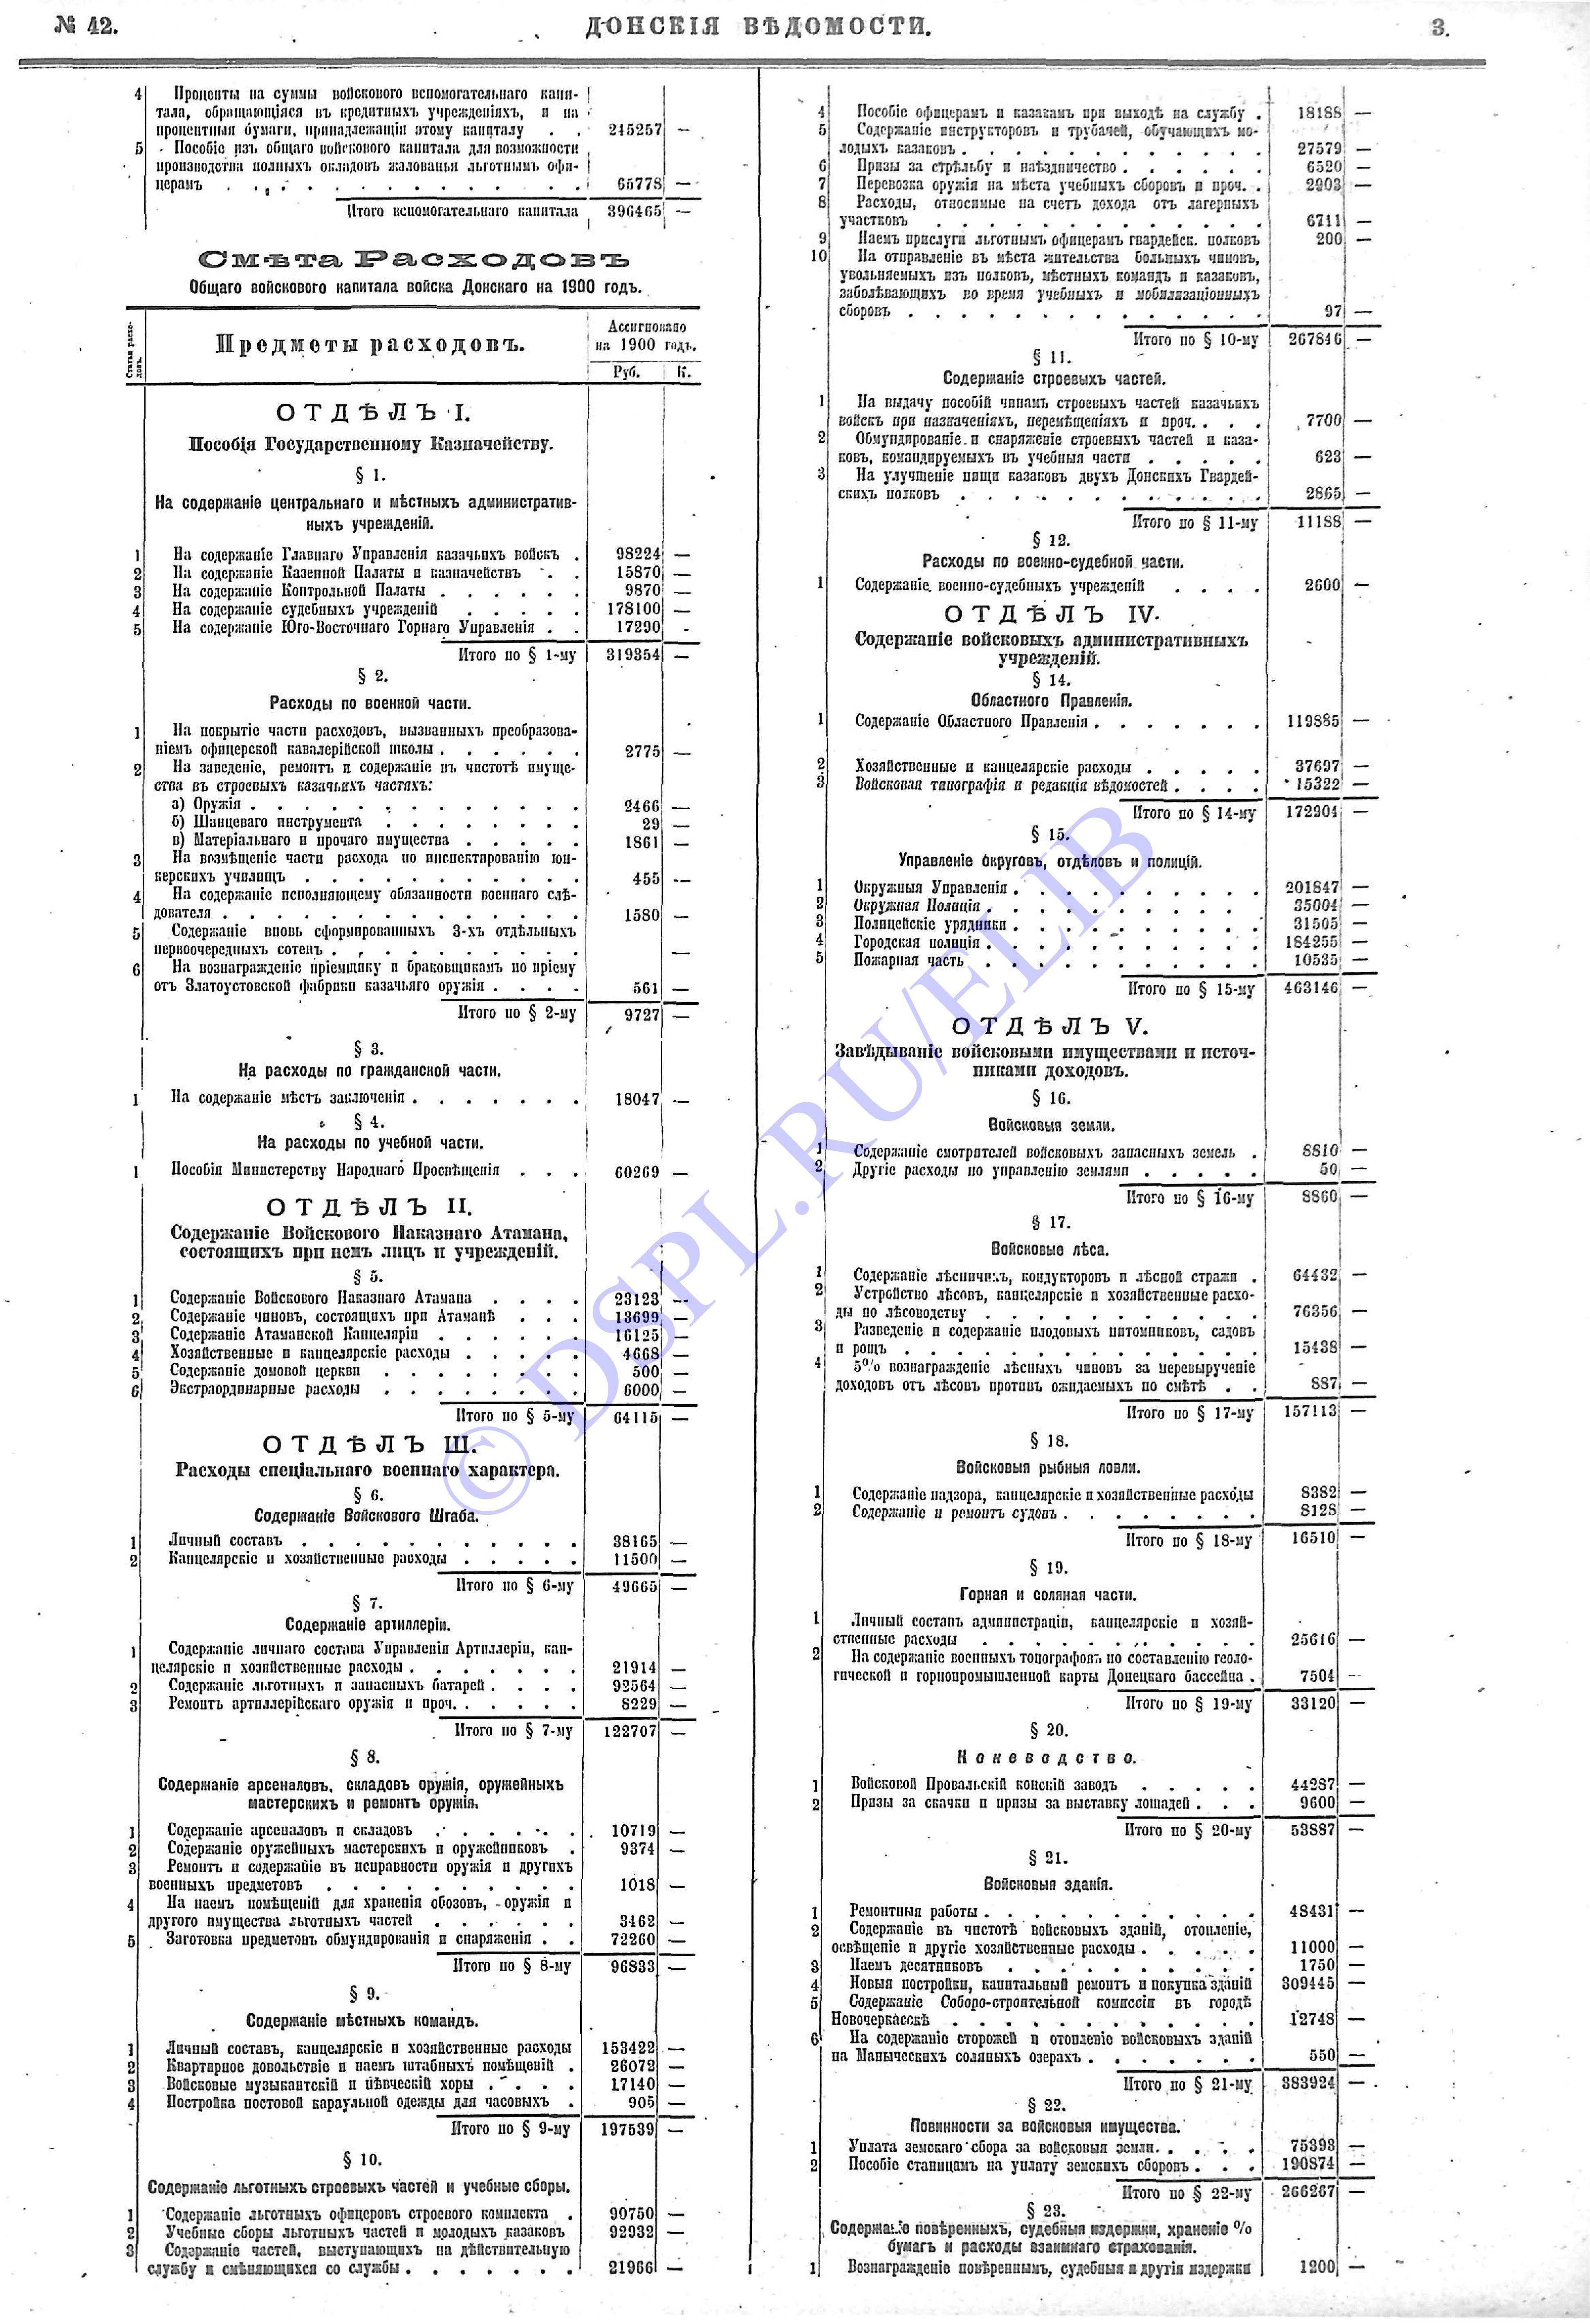 № 42.
ДОНСКІЯ ВѢДОМОСТИ.
3.
4 Проценты на суммы войскового вспомогательнаго капи-
тала, обращающіяся въ кредитныхъ учрежденіяхъ, и на
процентныя бумаги, принадлежащія этому капиталу . . 245257 —
5 Пособіе изъ общаго войскового капитала для возможности
производства полныхъ окладовъ жалованья льготнымъ офи-
церамъ . . . . . . . . . . 65778 —
Итого вспомогательнаго капитала 396465 —
Смѣта Расходовъ
Общаго войскового капитала войска Донскаго на 1900 годъ.
Статьи расхо-
довъ.
Предметы расходовъ.
Ассигновано
на 1900 годъ.
Руб. К.
ОТДѢЛЪ I.
Пособія Государственному Казначейству.
§ 1.
На содержаніе центральнаго и мѣстныхъ административ-
ныхъ учрежденій.
1 На содержаніе Главнаго Управленія казачьихъ войскъ . 98224 —
2 На содержаніе Казенной Палаты и казначействъ . . 15870 —
3 На содержаніе Контрольной Палаты . . . . . . 9870 —
4 На содержаніе судебныхъ учрежденій . . . . . 178100 —
5 На содержаніе Юго-Восточнаго Горнаго Управленія . . 17290 -
Итого по § 1-му 319354 —
§ 2.
Расходы по военной части.
1 На покрытіе части расходовъ, вызванныхъ преобразова-
ніемъ офицерской кавалерійской школы . . . . . . 2775 —
2 На заведеніе, ремонтъ и содержаніе въ чистотѣ имуще-
ства въ строевыхъ казачьихъ частяхъ:
а) Оружія . . . . . . . . . . . . . 2466 —
б) Шанцеваго инструмента . . . . . . . . 29 —
в) Матеріальнаго и прочаго имущества . . . . . 1861 —
3 На возмѣщеніе части расхода по инспектированію юн-
керскихъ училищъ . . . . . . . . . . . 455 —
4 На содержаніе исполняющему обязанности военнаго слѣ-
дователя . . . . . . . . . . . . . . 1580 —
5 Содержаніе вновь сформированныхъ 3-хъ отдѣльныхъ
первоочередныхъ сотенъ . . . . . . . . . . —
6 На вознагражденіе пріемщику и браковщикамъ по пріему
отъ Златоустовской фабрики казачьяго оружія . . . . 561 —
Итого по § 2-му 9727 —
§ 3.
На расходы по гражданской части.
1 На содержаніе мѣстъ заключенія . . . . . . . 18047 —
§ 4.
На расходы по учебной части.
1 Пособія Министерству Народнаго Просвѣщенія . . . 60269 —
ОТДѢЛЪ II.
Содержаніе Войскового Наказнаго Атамана,
состоящихъ при немъ лицъ и учрежденій.
§ 5.
1 Содержаніе Войскового Наказнаго Атамана . . . . 23123 —
2 Содержаніе чиновъ, состоящихъ при Атаманѣ . . . 13699 —
3 Содержаніе Атаманской Канцеляріи . . . . . . 16125 —
4 Хозяйственные и канцелярскіе расходы . . . . . 4668 —
5 Содержаніе домовой церкви . . . . . . . . 500 —
6 Экстраординарные расходы . . . . . . . . 6000 —
Итого по § 5-му 64115 —
ОТДѢЛЪ III.
Расходы спеціальнаго военнаго характера.
§ 6.
Содержаніе Войскового Штаба.
1 Личный составъ . . . . . . . . . . . 38165 —
2 Канцелярскіе и хозяйственные расходы . . . . . 11500 —
Итого по § 6-му 49665 —
§ 7.
Содержаніе артиллеріи.
1 Содержаніе личнаго состава Управленія Артиллеріи, кан-
целярскіе и хозяйственные расходы . . . . . . . 21914 —
2 Содержаніе льготныхъ и запасныхъ батарей . . . . 92564 —
3 Ремонтъ артиллерійскаго оружія и проч. . . . . . 8229 —
Итого по § 7-му 122707 —
§ 8.
Содержаніе арсеналовъ, складовъ оружія, оружейныхъ
мастерскихъ и ремонтъ оружія.
1 Содержаніе арсеналовъ и складовъ . . . . . . 10719 —
2 Содержаніе оружейныхъ мастерскихъ и оружейниковъ . 9374 —
3 Ремонтъ и содержаніе въ исправности оружія и другихъ
военныхъ предметовъ . . . . . . . . . . 1018 —
4 На наемъ помѣщеній для храненія обозовъ, оружія и
другого имущества льготныхъ частей . . . . . . 3462 —
5 Заготовка предметовъ обмундированія и снаряженія . . 72260 —
Итого по § 8-му 96833 —
§ 9.
Содержаніе мѣстныхъ командъ.
1 Личный составъ, канцелярскіе и хозяйственные расходы 153422 —
2 Квартирное довольствіе и наемъ штабныхъ помѣщеній . 26072 —
3 Войсковые музыкантскій и пѣвческій хоры . . . . 17140 —
4 Постройка постовой караульной одежды для часовыхъ . 905 —
Итого по § 9-му 197539 —
§ 10.
Содержаніе льготныхъ строевыхъ частей и учебные сборы.
1 Содержаніе льготныхъ офицеровъ строевого комплекта . 90750 —
2 Учебные сборы льготныхъ частей и молодыхъ казаковъ 92932 —
3 Содержаніе частей, выступающихъ на дѣйствительную
службу и смѣняющихся со службы . . . . . . . 21966 —
4 Пособіе офицерамъ и казакамъ при выходѣ на службу . 18188 —
5 Содержаніе инструкторовъ и трубачей, обучающихъ мо-
лодыхъ казаковъ . . . . . . . . . . . . 27579 —
6 Призы за стрѣльбу и наѣздничество . . . . . . 6520 —
7 Перевозка оружія на мѣста учебныхъ сборовъ и проч. . 2903 —
8 Расходы, относимые на счетъ дохода отъ лагерныхъ
участковъ . . . . . . . . . . . . . 6711 —
9 Наемъ прислуги льготнымъ офицерамъ гвардейск. полковъ 200 —
10 На отправленіе въ мѣста жительства больныхъ чиновъ,
увольняемыхъ изъ полковъ, мѣстныхъ командъ и казаковъ,
заболѣвающихъ во время учебныхъ и мобилизаціонныхъ
сборовъ . . . . . . . . . . . . . . 97 —
Итого по § 10-му 267846 —
§ 11.
Содержаніе строевыхъ частей.
1 На выдачу пособій чинамъ строевыхъ частей казачьихъ
войскъ при назначеніяхъ, перемѣщеніяхъ и проч. . . . 7700 —
2 Обмундированіе и снаряженіе строевыхъ частей и каза-
ковъ, командируемыхъ въ учебныя части . . . . . 623 —
3 На улучшеніе пищи казаковъ двухъ Донскихъ Гвардей-
скихъ полковъ . . . . . . . . . . . . 2865 —
Итого по § 11-му 11188 —
§ 12.
Расходы по военно-судебной части.
1 Содержаніе военно-судебныхъ учрежденій . . . . 2600 —
ОТДѢЛЪ IV.
Содержаніе войсковыхъ административныхъ
учрежденій.
§ 14.
Областного Правленія.
1 Содержаніе Областного Правленія . . . . . . . 119885 —
2 Хозяйственные и канцелярскіе расходы . . . . . 37697 —
3 Войсковая типографія и редакція вѣдомостей . . . . 15322 —
Итого по § 14-му 172904 —
§ 15.
Управленіе округовъ, отдѣловъ и полицій.
1 Окружныя Управленія . . . . . . . . . . 201847 —
2 Окружная Полиція . . . . . . . . . . . 35004 —
3 Полицейскіе урядники . . . . . . . . . . 31505 —
4 Городская полиція . . . . . . . . . . . 184255 —
5 Пожарная часть . . . . . . . . . . . 10535 —
Итого по § 15-му 463146 —
ОТДѢЛЪ V.
Завѣдываніе войсковыми имуществами и источ-
никами доходовъ.
§ 16.
Войсковыя земли.
1 Содержаніе смотрителей войсковыхъ запасныхъ земель . 8810 —
2 Другіе расходы по управленію землями . . . . . 50 —
Итого по § 16-му 8860 —
§ 17.
Войсковые лѣса.
1 Содержаніе лѣсничихъ, кондукторовъ и лѣсной стражи . 64432 —
2 Устройство лѣсовъ, канцелярскіе и хозяйственные расхо-
ды по лѣсоводству . . . . . . . . . . . 76356 —
3 Разведеніе и содержаніе плодовыхъ питомниковъ, садовъ
и рощъ . . . . . . . . . . . . . . 15438 —
4 5% вознагражденіе лѣсныхъ чиновъ за перевырученіе
доходовъ отъ лѣсовъ противъ ожидаемыхъ по смѣтѣ . . 887 —
Итого по § 17-му 157113 —
§ 18.
Войсковыя рыбныя ловли.
1 Содержаніе надзора, канцелярскіе и хозяйственные расходы 8382 —
2 Содержаніе и ремонтъ судовъ . . . . . . . . 8128 —
Итого по § 18-му 16510 —
§ 19.
Горная и соляная части.
1 Личный составъ администраціи, канцелярскіе и хозяй-
ственные расходы . . . . . . . . . . . 25616 —
2 На содержаніе военныхъ топографовъ по составленію геоло-
гической и горнопромышленной карты Донецкаго бассейна . 7504 —
Итого по § 19-му 33120 —
§ 20.
Коневодство.
1 Войсковой Провальскій конскій заводъ . . . . . 44287 —
2 Призы за скачки и призы за выставку лошадей . . . 9600 —
Итого по § 20-му 53887 —
§ 21.
Войсковыя зданія.
1 Ремонтныя работы . . . . . . . . . . . 48431 —
2 Содержаніе въ чистотѣ войсковыхъ зданій, отопленіе,
освѣщеніе и другіе хозяйственные расходы . . . . . 11000 —
3 Наемъ десятниковъ . . . . . . . . . . 1750 —
4 Новыя постройки, капитальный ремонтъ и покупка зданій 309445 —
5 Содержаніе Соборо-строительной комиссіи въ городѣ
Новочеркасскѣ . . . . . . . . . . . . 12748 —
6 На содержаніе сторожей и отопленіе войсковыхъ зданій
на Маныческихъ соляныхъ озерахъ . . . . . . . 550 —
Итого по § 21-му 383924 —
§ 22.
Повинности за войсковыя имущества.
1 Уплата земскаго сбора за войсковыя земли. . . . . 75393 —
2 Пособіе станицамъ на уплату земскихъ сборовъ . . . 190874 —
Итого по § 22-му 266267 —
§ 23.
Содержаніе повѣренныхъ, судебныя издержки, храненіе %
бумагъ и расходы взаимнаго страхованія.
1 Вознагражденіе повѣреннымъ, судебныя и другія издержки 1200 —
© DSPL.RU/ELIB